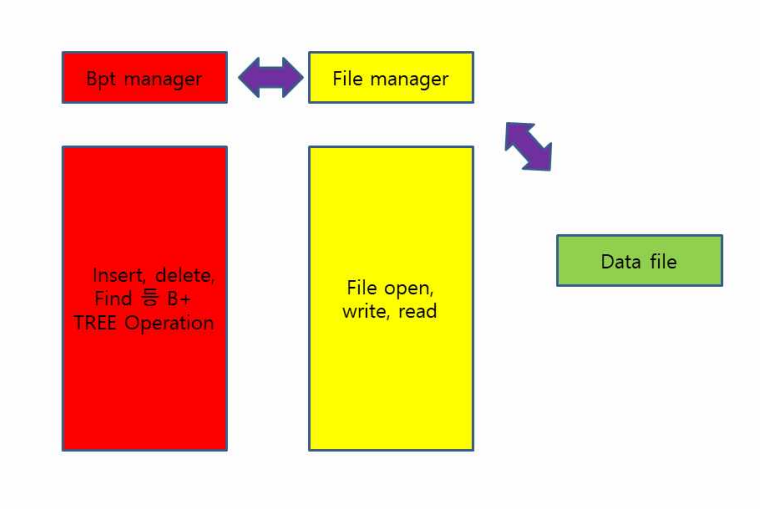 Bpt manager
File manager
Insert, delete,
Find 등 B+
TREE Operation
File open,
write, read
Data file